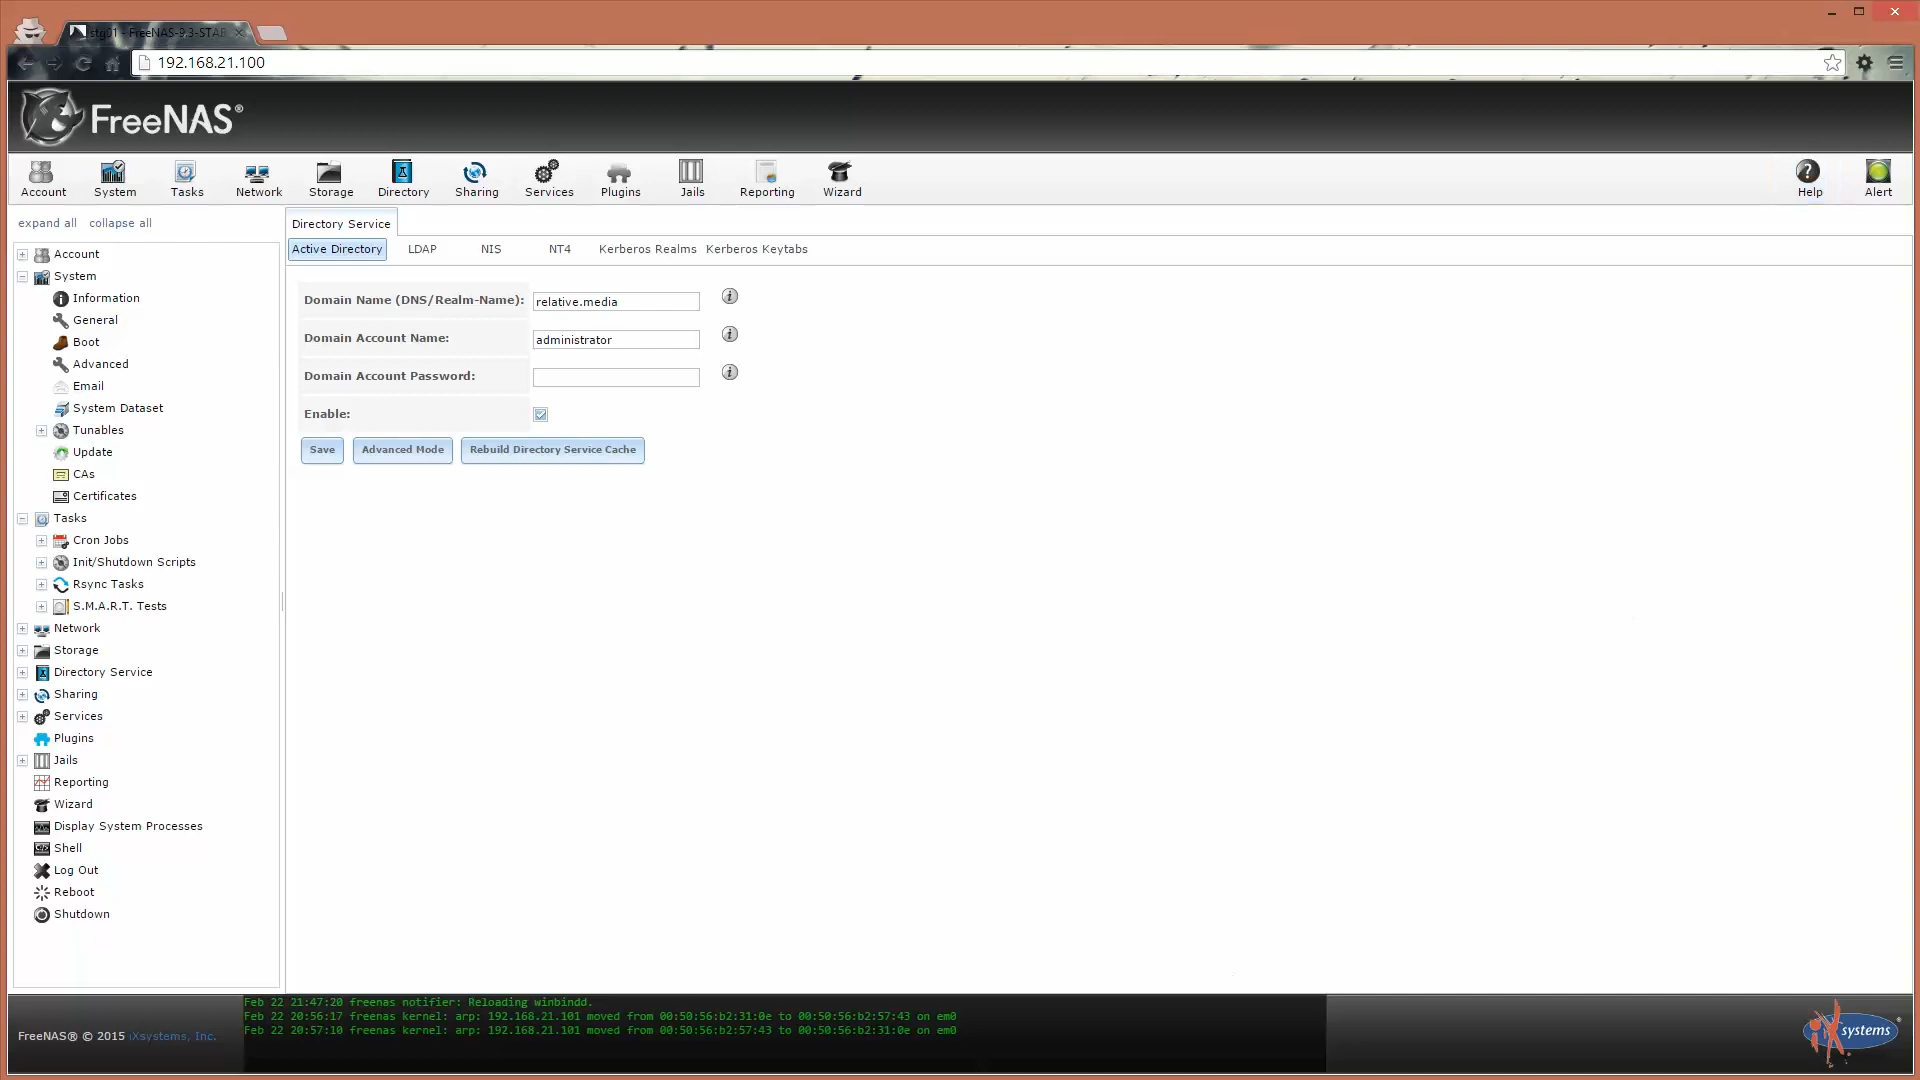 stg01 - FreeNAS-9.3-STAB
192.168.21.100
FreeNAS®
Account
System
Tasks
Network
Storage
Directory
Sharing
Services
Plugins
Jails
Reporting
Wizard
Help
Alert
expand all collapse all
Account
System
Information
General
Boot
Advanced
Email
System Dataset
Tunables
Update
CAs
Certificates
Tasks
Cron Jobs
Init/Shutdown Scripts
Rsync Tasks
S.M.A.R.T. Tests
Network
Storage
Directory Service
Sharing
Services
Plugins
Jails
Reporting
Wizard
Display System Processes
Shell
Log Out
Reboot
Shutdown
Directory Service
Active Directory LDAP NIS NT4 Kerberos Realms Kerberos Keytabs
Domain Name (DNS/Realm-Name): relative.media
Domain Account Name: administrator
Domain Account Password:
Enable:
Save Advanced Mode Rebuild Directory Service Cache
Feb 22 21:47:20 freenas notifier: Reloading winbindd.
Feb 22 20:56:17 freenas kernel: arp: 192.168.21.101 moved from 00:50:56:b2:31:0e to 00:50:56:b2:57:43 on em0
Feb 22 20:57:10 freenas kernel: arp: 192.168.21.101 moved from 00:50:56:b2:57:43 to 00:50:56:b2:31:0e on em0
FreeNAS® © 2015 iXsystems, Inc.
iXsystems